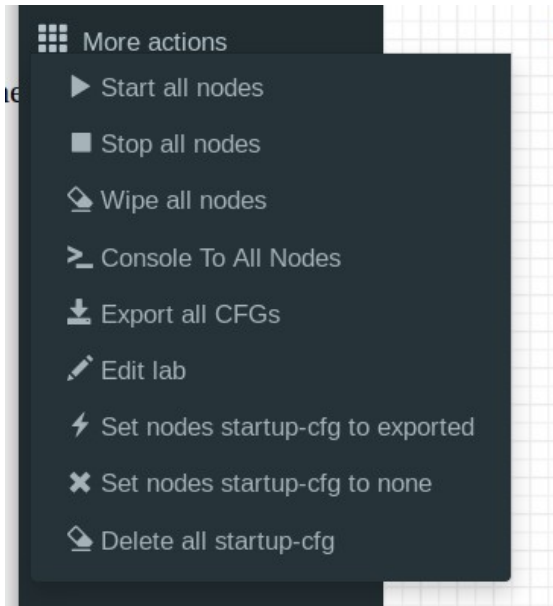 More actions
Start all nodes
Stop all nodes
Wipe all nodes
Console To All Nodes
Export all CFGs
Edit lab
Set nodes startup-cfg to exported
Set nodes startup-cfg to none
Delete all startup-cfg